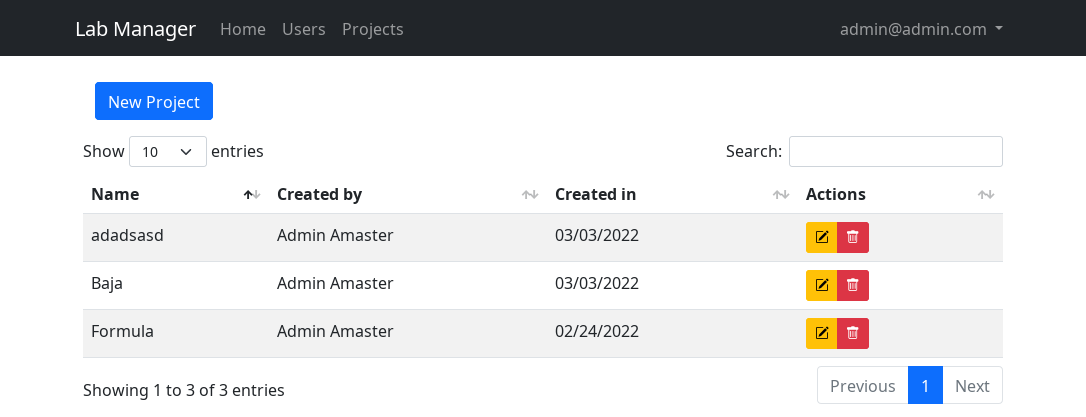 Lab Manager Home Users Projects admin@admin.com
New Project
Show 10 entries Search:
Name Created by Created in Actions
adadsasd Admin Amaster 03/03/2022
Baja Admin Amaster 03/03/2022
Formula Admin Amaster 02/24/2022
Showing 1 to 3 of 3 entries Previous 1 Next